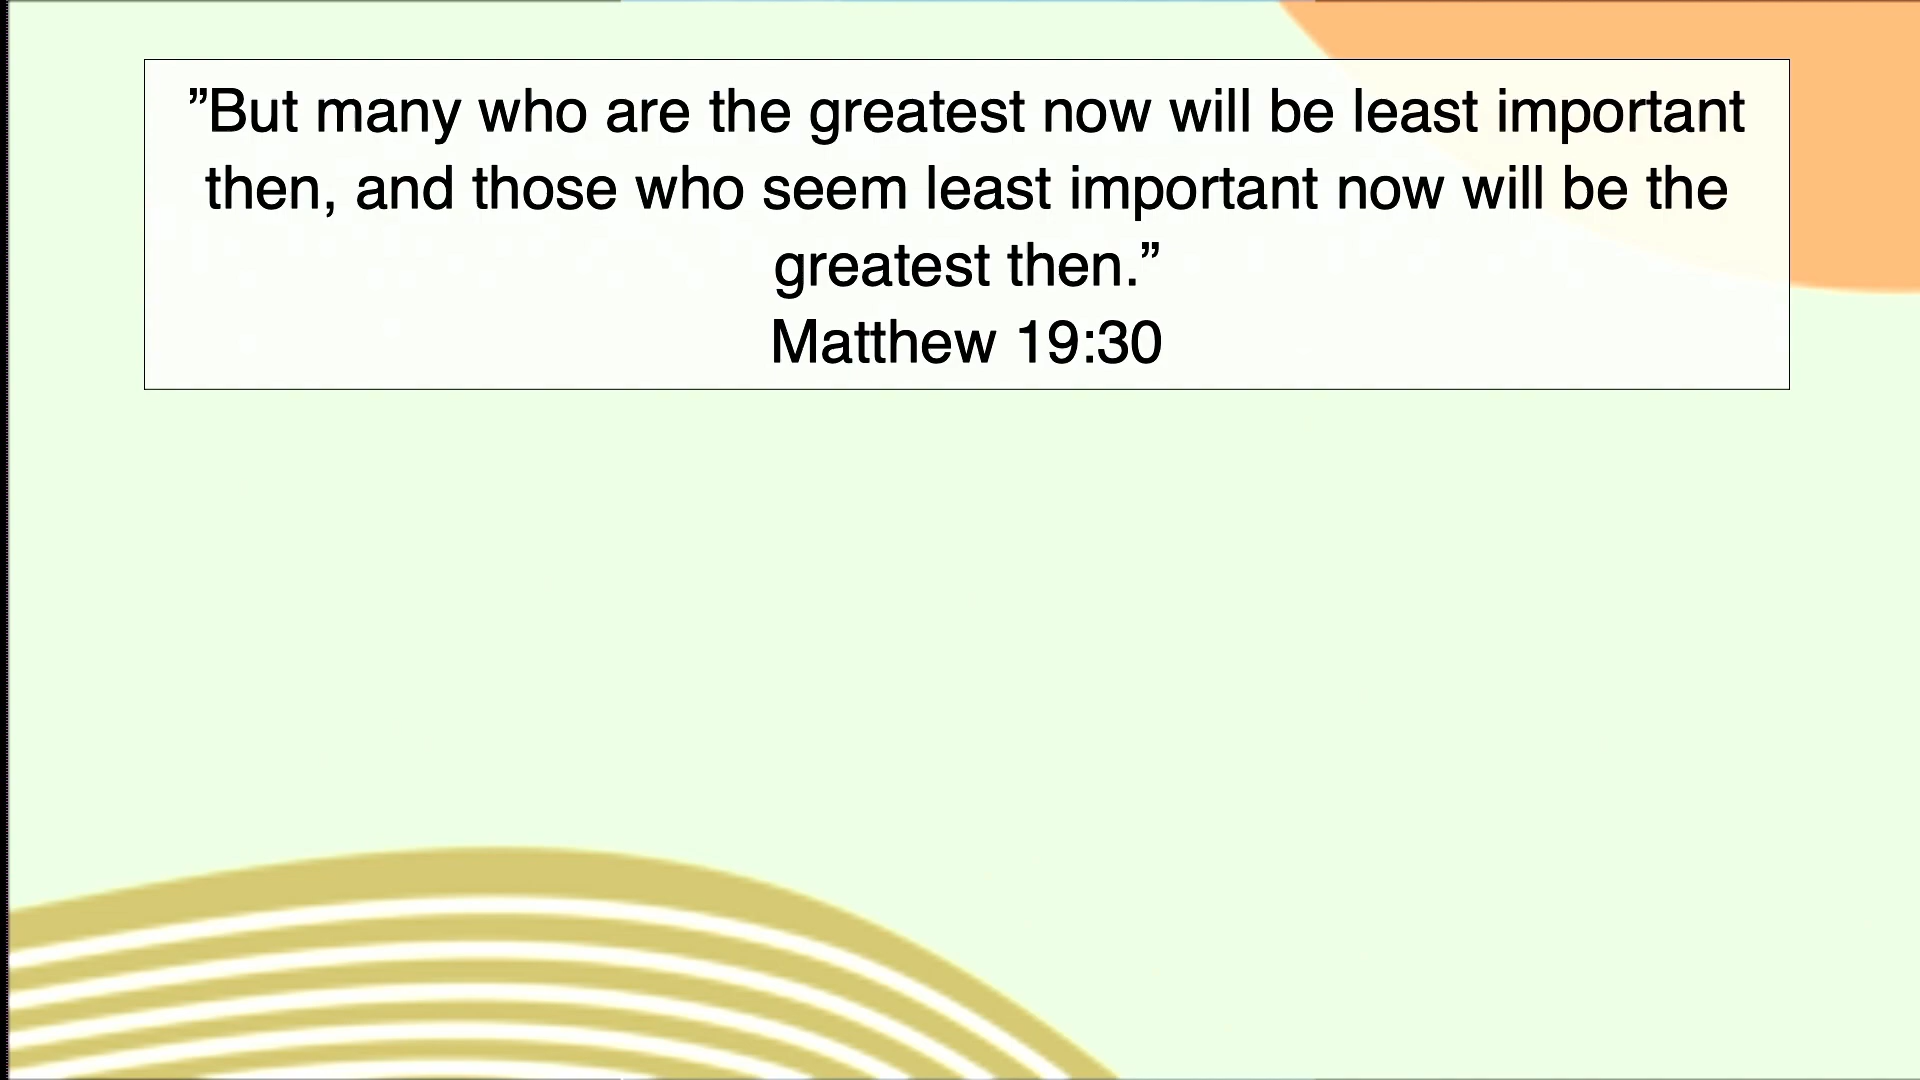 ”But many who are the greatest now will be least important
then, and those who seem least important now will be the
greatest then.”
Matthew 19:30